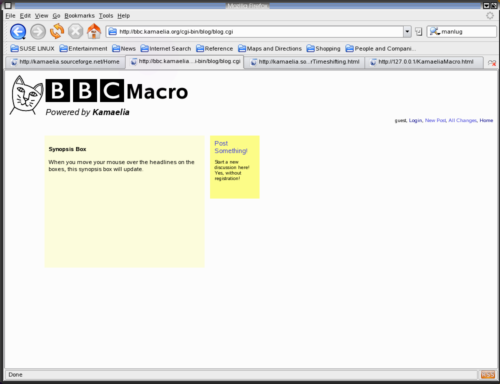 Mozilla Firefox
File Edit View Go Bookmarks Tools Help
http://bbc.kamaelia.org/cgi-bin/blog/blog.cgi
manlug
SUSE LINUX Entertainment News Internet Search Reference Maps and Directions Shopping People and Compani...
http://kamaelia.sourceforge.net/Home
http://bbc.kamaelia...i-bin/blog/blog.cgi
http://kamaelia.so...rTimeshifting.html
http://127.0.0.1/KamaeliaMacro.html
BBC Macro
Powered by Kamaelia
guest, Login, New Post, All Changes, Home
Synopsis Box
When you move your mouse over the headlines on the
boxes, this synopsis box will update.
Post
Something!
Start a new
discussion here!
Yes, without
registration!
Done